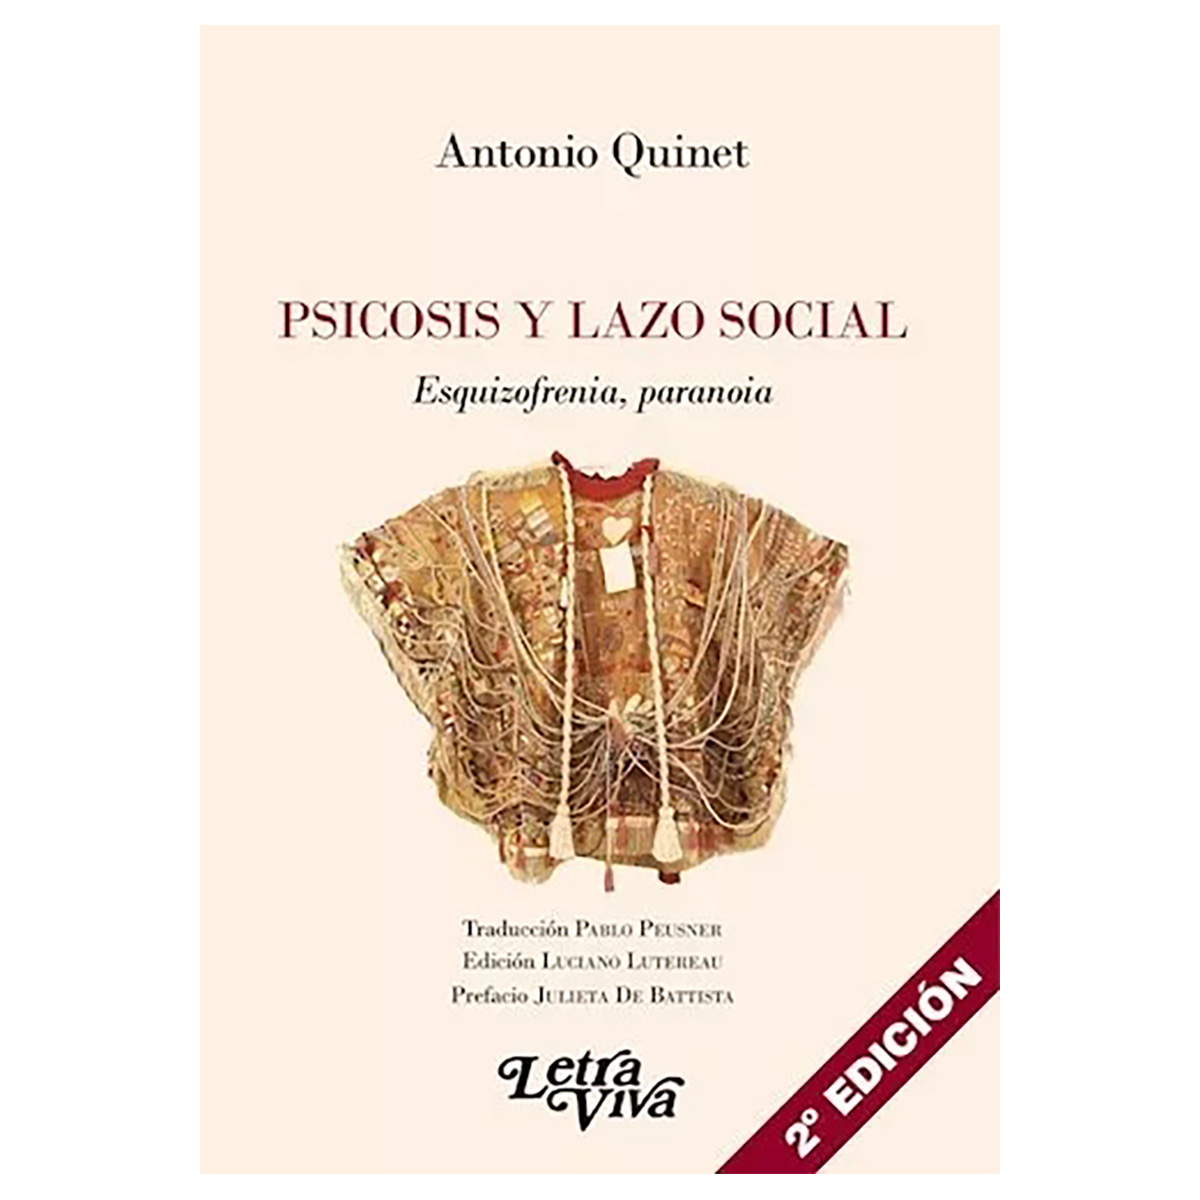 Antonio Quinet
PSICOSIS Y LAZO SOCIAL
Esquizofrenia, paranoia
Traducción PABLO PEUSNER
Edición LUCIANO LUTEREAU
Prefacio JULIETA DE BATTISTA
Letra
Viva
2º EDICIÓN